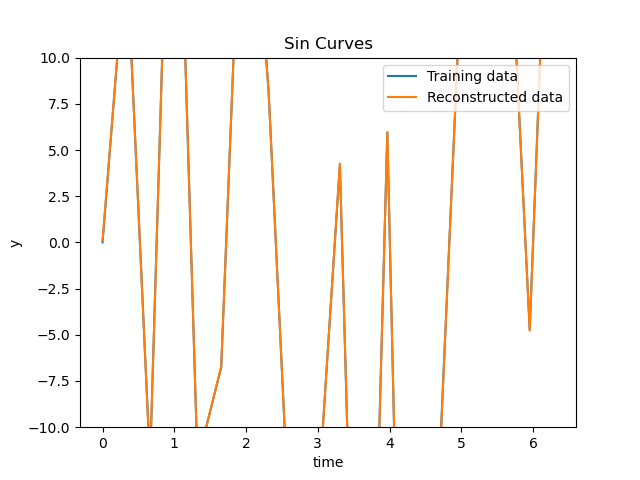 Sin Curves
Training data
Reconstructed data
10.0
7.5
5.0
2.5
0.0
−2.5
−5.0
−7.5
−10.0
y
0 1 2 3 4 5 6
time